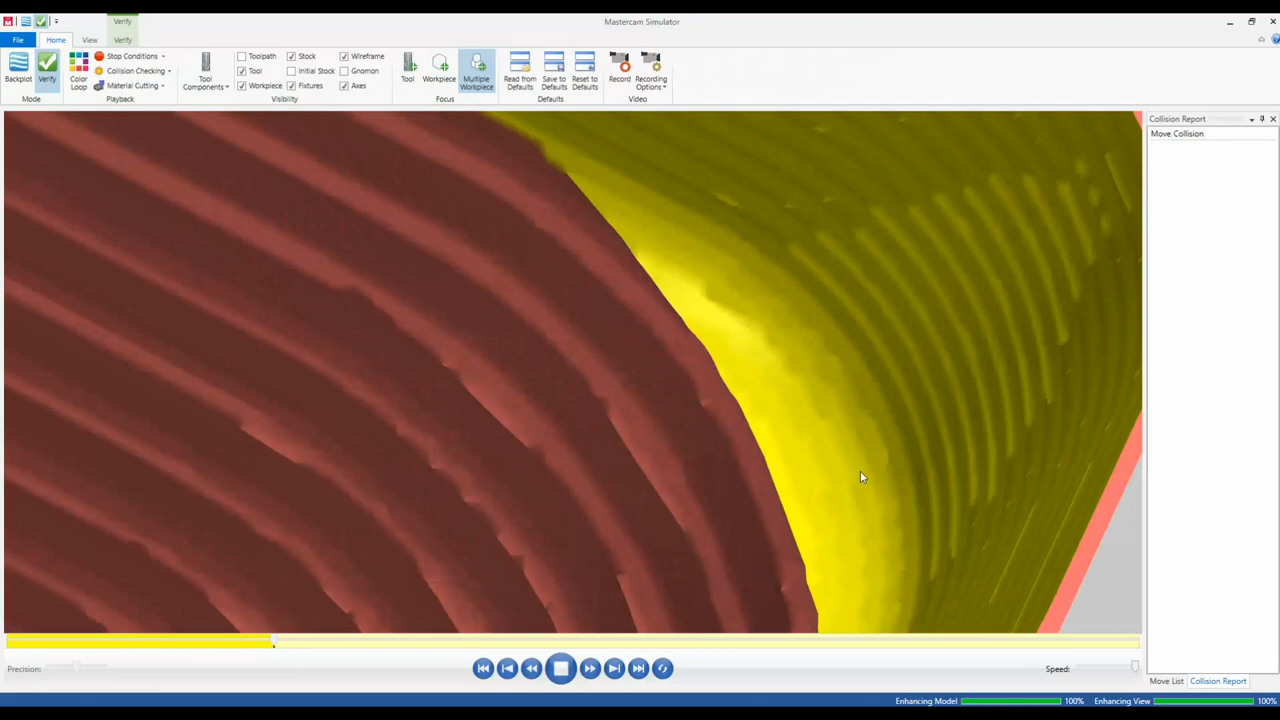 Verify
Mastercam Simulator
File
Home
View
Verify
Backplot
Verify
Mode
Color
Loop
Stop Conditions
Collision Checking
Material Cutting
Playback
Tool
Components
Toolpath
Stock
Wireframe
Tool
Initial Stock
Gnomon
Workpiece
Fixtures
Axes
Visibility
Tool
Workpiece
Multiple
Workpiece
Focus
Read from
Defaults
Save to
Defaults
Reset to
Defaults
Defaults
Record
Recording
Options
Video
Collision Report
Move Collision
Precision:
Speed:
Move List
Collision Report
Enhancing Model 100% Enhancing View 100%